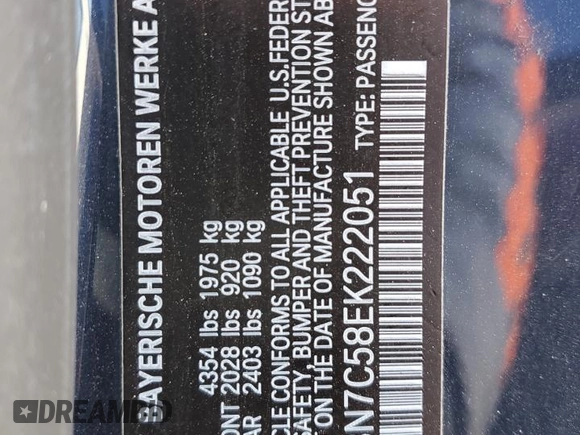 BAYERISCHE MOTOREN WERKE A
4354 lbs 1975 kg
ONT 2028 lbs 920 kg
AR 2403 lbs 1090 kg
CLE CONFORMS TO ALL APPLICABLE U.S.FEDER
SAFETY, BUMPER AND THEFT PREVENTION ST
ON THE DATE OF MANUFACTURE SHOWN AB
N7C58EK222051 TYPE: PASSENG
DREAM4CAR